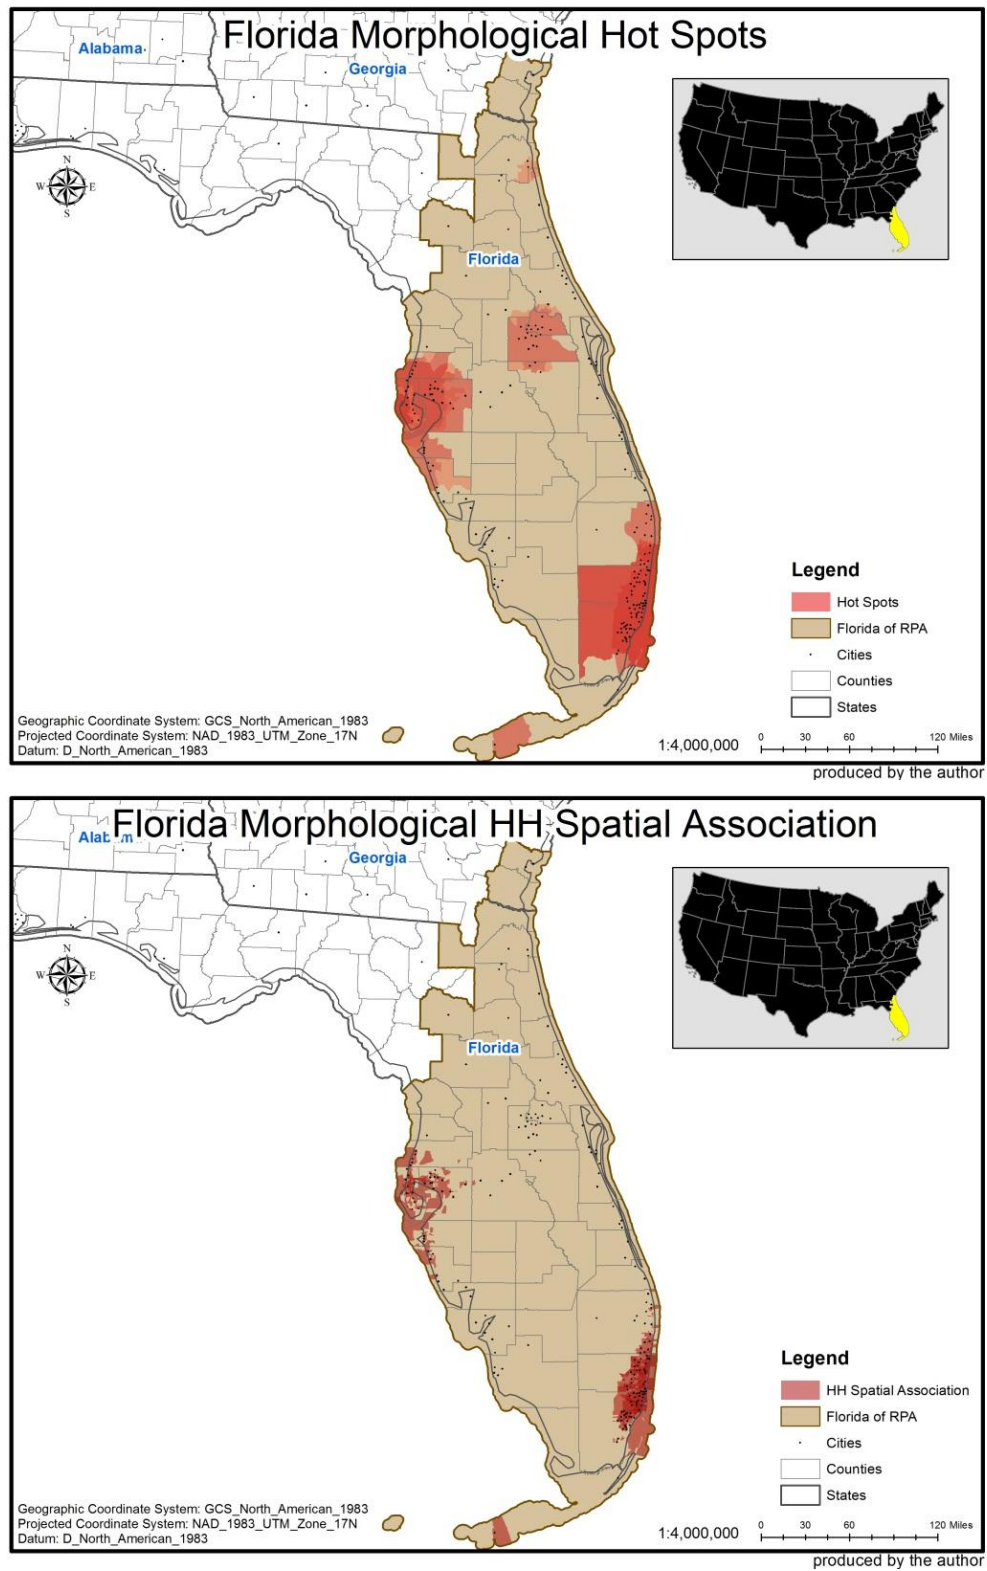 Florida Morphological Hot Spots
Alabama
Georgia
N
W
E
S
Florida
Legend
Hot Spots
Florida of RPA
Cities
Counties
States
Geographic Coordinate System: GCS_North_American_1983
Projected Coordinate System: NAD_1983_UTM_Zone_17N
Datum: D_North_American_1983
1:4,000,000
0 30 60 120 Miles
produced by the author
Florida Morphological HH Spatial Association
Alab m
Georgia
N
W
E
S
Florida
Legend
HH Spatial Association
Florida of RPA
Cities
Counties
States
Geographic Coordinate System: GCS_North_American_1983
Projected Coordinate System: NAD_1983_UTM_Zone_17N
Datum: D_North_American_1983
1:4,000,000
0 30 60 120 Miles
produced by the author